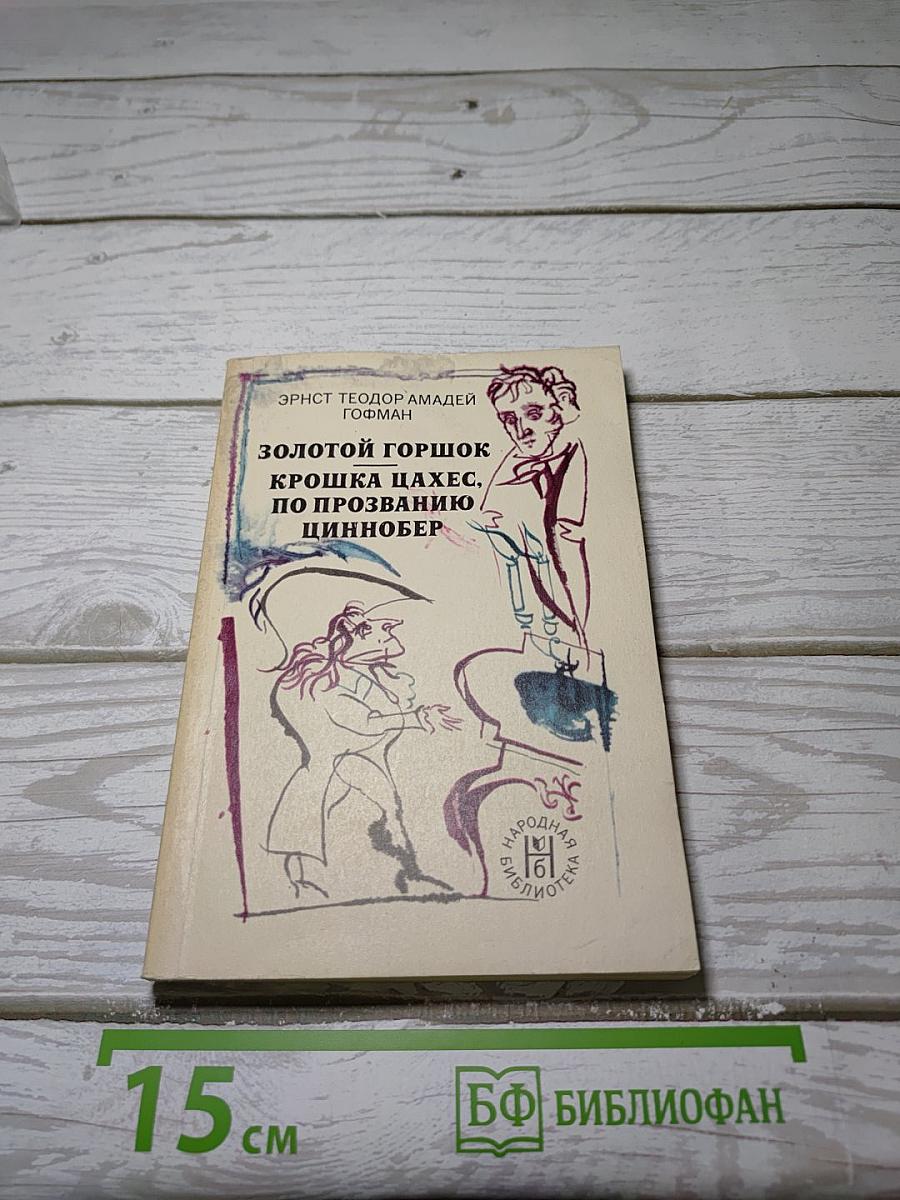 ЭРНСТ ТЕОДОР АМАДЕЙ
ГОФМАН
ЗОЛОТОЙ ГОРШОК
КРОШКА ЦАХЕС,
ПО ПРОЗВАНИЮ
ЦИННОБЕР
НАРОДНАЯ
НБ
БИБЛИОТЕКА
15 см
БФ БИБЛИОФАН